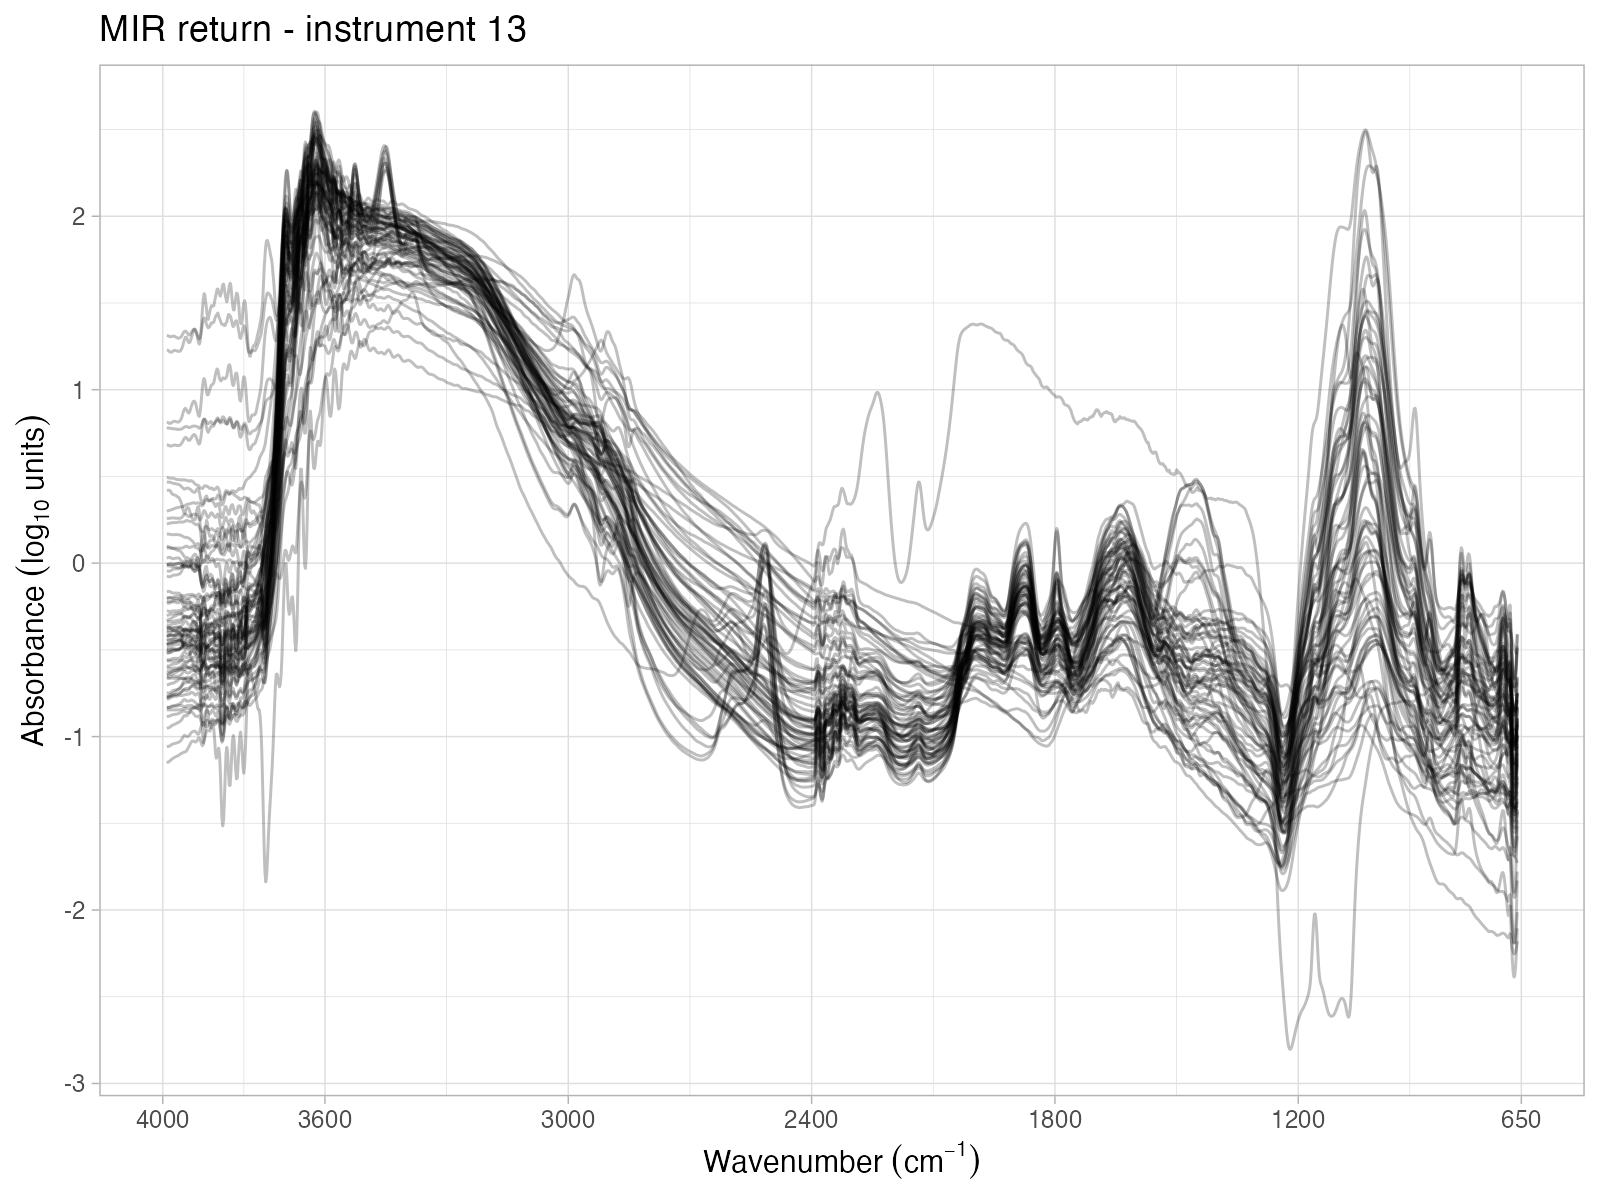 MIR return - instrument 13
Absorbance (log₁₀ units)
2
1
0
-1
-2
-3
4000 3600 3000 2400 1800 1200 650
Wavenumber (cm⁻¹)